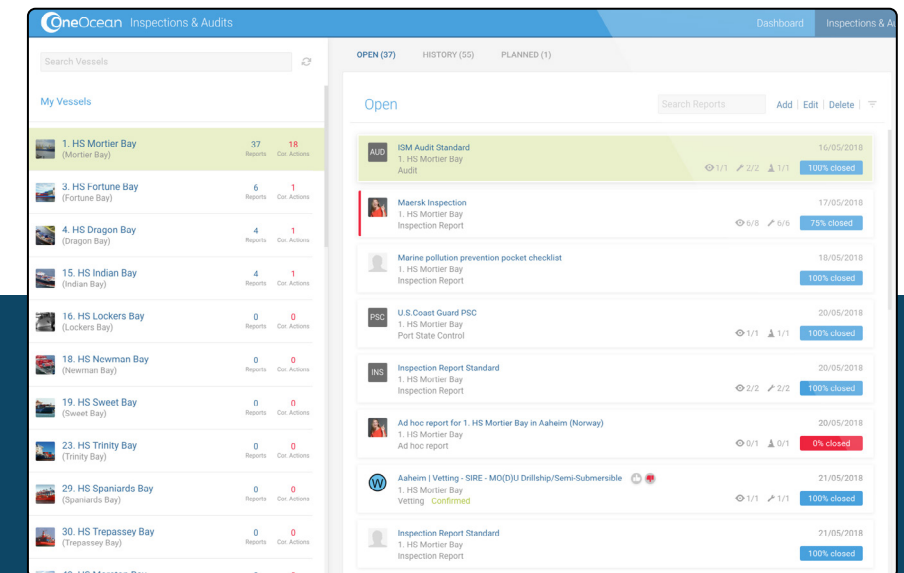 OneOcean Inspections & Audits
Dashboard
Inspections & Au
Search Vessels
My Vessels
1. HS Mortier Bay
(Mortier Bay)
37 18
Reports Cor. Actions
3. HS Fortune Bay
(Fortune Bay)
6 1
Reports Cor. Actions
4. HS Dragon Bay
(Dragon Bay)
4 1
Reports Cor. Actions
15. HS Indian Bay
(Indian Bay)
4 1
Reports Cor. Actions
16. HS Lockers Bay
(Lockers Bay)
0 0
Reports Cor. Actions
18. HS Newman Bay
(Newman Bay)
0 0
Reports Cor. Actions
19. HS Sweet Bay
(Sweet Bay)
0 0
Reports Cor. Actions
23. HS Trinity Bay
(Trinity Bay)
0 0
Reports Cor. Actions
29. HS Spaniards Bay
(Spaniards Bay)
0 0
Reports Cor. Actions
30. HS Trepassey Bay
(Trepassey Bay)
0 0
Reports Cor. Actions
OPEN (37) HISTORY (55) PLANNED (1)
Open
Search Reports
Add | Edit | Delete
AUD
ISM Audit Standard
16/05/2018
1. HS Mortier Bay
Audit
1/1 2/2 1/1 100% closed
Maersk Inspection
17/05/2018
1. HS Mortier Bay
Inspection Report
6/8 6/6 75% closed
Marine pollution prevention pocket checklist
18/05/2018
1. HS Mortier Bay
Inspection Report
100% closed
PSC
U.S.Coast Guard PSC
20/05/2018
1. HS Mortier Bay
Port State Control
1/1 1/1 100% closed
INS
Inspection Report Standard
20/05/2018
1. HS Mortier Bay
Inspection Report
2/2 2/2 100% closed
Ad hoc report for 1. HS Mortier Bay in Aaheim (Norway)
20/05/2018
1. HS Mortier Bay
Ad hoc report
0/1 0/1 0% closed
W
Aaheim | Vetting - SIRE - MO(D)U Drillship/Semi-Submersible
21/05/2018
1. HS Mortier Bay
Vetting Confirmed
1/1 1/1 100% closed
Inspection Report Standard
21/05/2018
1. HS Mortier Bay
Inspection Report
100% closed